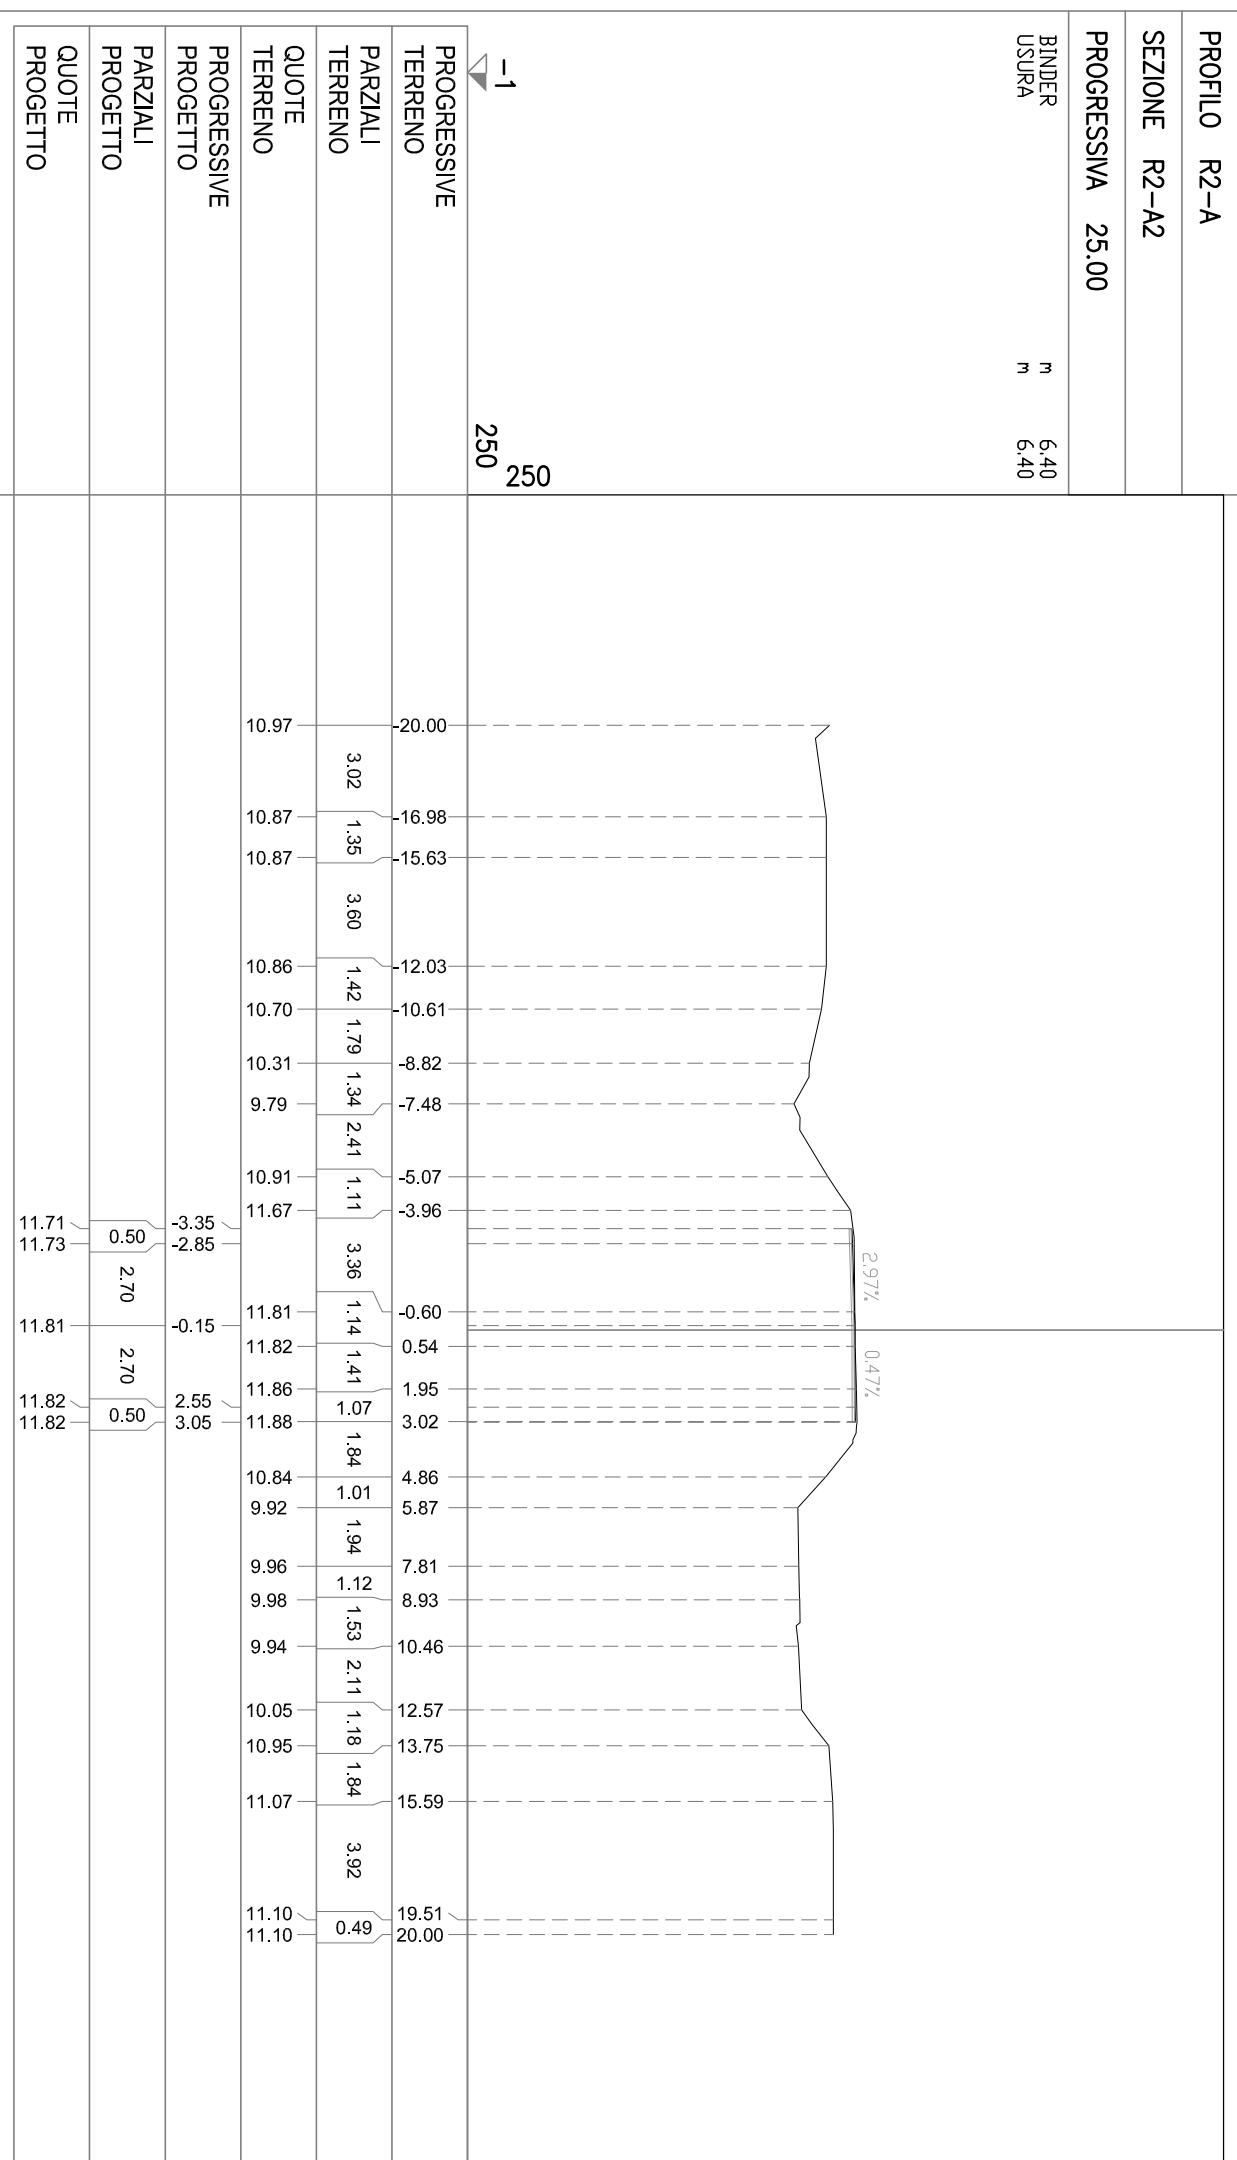 PROFILO R2-A
SEZIONE R2-A2
PROGRESSIVA 25.00
BINDER m 6.40
USURA m 6.40
2.97% 0.47%
-1
250
250
PROGRESSIVE
TERRENO
-20.00 -16.98 -15.63 -12.03 -10.61 -8.82 -7.48 -5.07 -3.96 -0.60 0.54 1.95 3.02 4.86 5.87 7.81 8.93 10.46 12.57 13.75 15.59 19.51 20.00
PARZIALI
TERRENO
3.02 1.35 3.60 1.42 1.79 1.34 2.41 1.11 3.36 1.14 1.41 1.07 1.84 1.01 1.94 1.12 1.53 2.11 1.18 1.84 3.92 0.49
QUOTE
TERRENO
10.97 10.87 10.87 10.86 10.70 10.31 9.79 10.91 11.67 11.81 11.82 11.86 11.88 10.84 9.92 9.96 9.98 9.94 10.05 10.95 11.07 11.10 11.10
PROGRESSIVE
PROGETTO
-3.35 -2.85 -0.15 2.55 3.05
PARZIALI
PROGETTO
0.50 2.70 2.70 0.50
QUOTE
PROGETTO
11.71 11.73 11.81 11.82 11.82